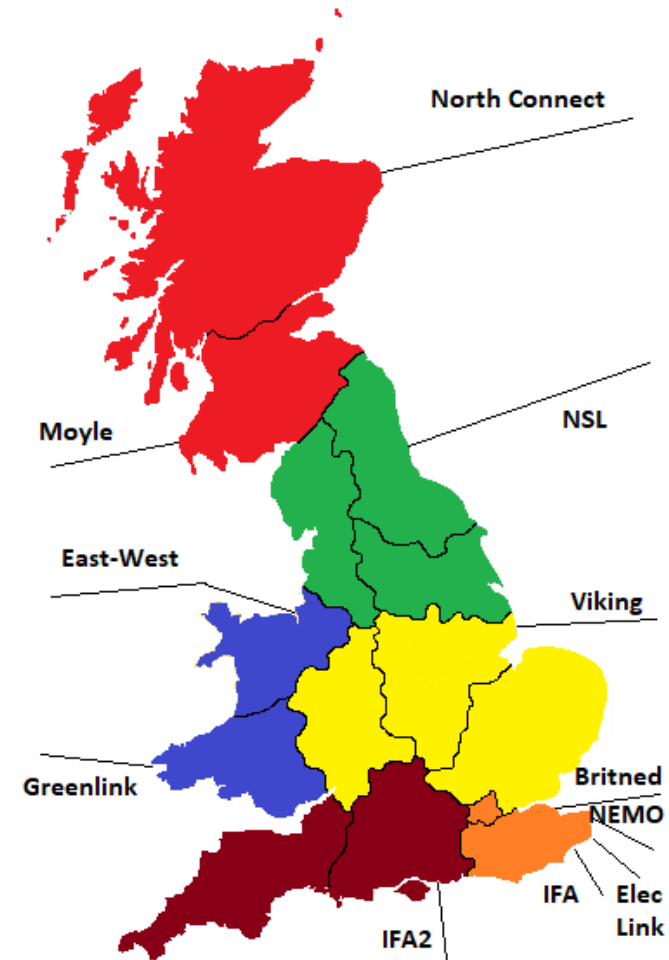 North Connect
NSL
Moyle
East-West
Viking
Greenlink
Britned
NEMO
IFA
Elec
Link
IFA2